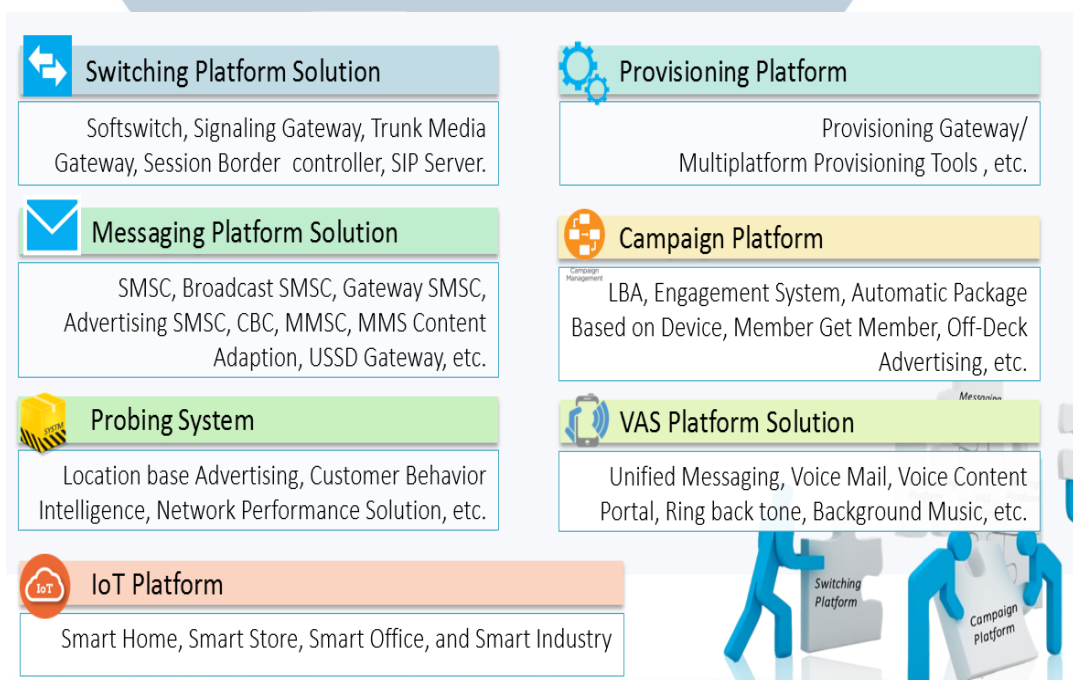 Switching Platform Solution
Softswitch, Signaling Gateway, Trunk Media
Gateway, Session Border controller, SIP Server.
Messaging Platform Solution
SMSC, Broadcast SMSC, Gateway SMSC,
Advertising SMSC, CBC, MMSC, MMS Content
Adaption, USSD Gateway, etc.
Probing System
SYSTM
Location base Advertising, Customer Behavior
Intelligence, Network Performance Solution, etc.
IoT Platform
IoT
Smart Home, Smart Store, Smart Office, and Smart Industry
Provisioning Platform
Provisioning Gateway/
Multiplatform Provisioning Tools , etc.
Campaign Platform
Campaign
Management
LBA, Engagement System, Automatic Package
Based on Device, Member Get Member, Off-Deck
Advertising, etc.
Messaging
VAS Platform Solution
Unified Messaging, Voice Mail, Voice Content
Portal, Ring back tone, Background Music, etc.
Switching
Platform
Campaign
Platform